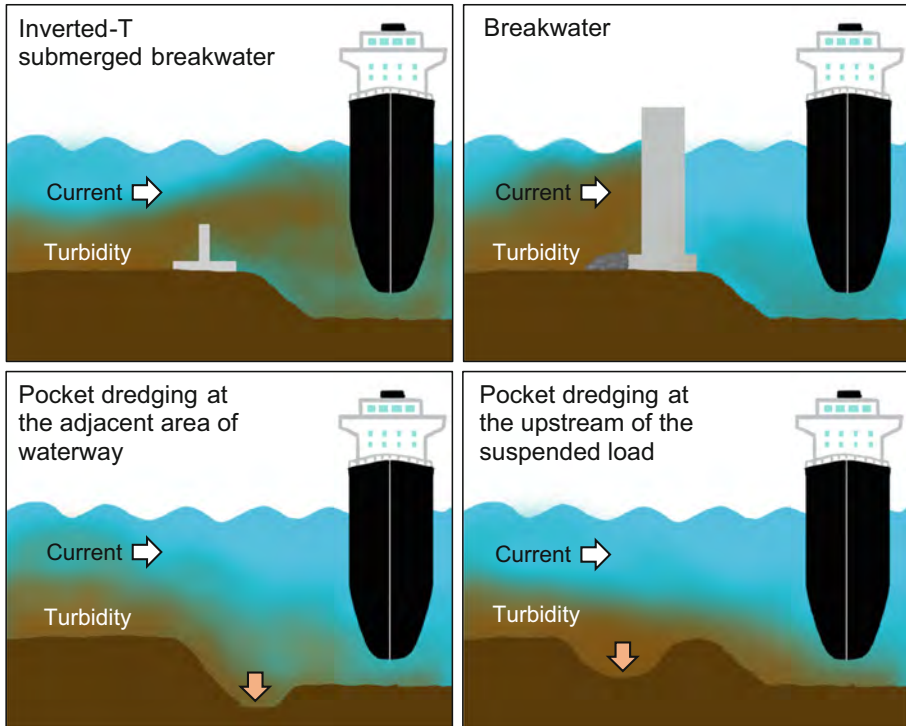 Inverted-T
submerged breakwater
Current
Turbidity
Breakwater
Current
Turbidity
Pocket dredging at
the adjacent area of
waterway
Current
Turbidity
Pocket dredging at
the upstream of the
suspended load
Current
Turbidity